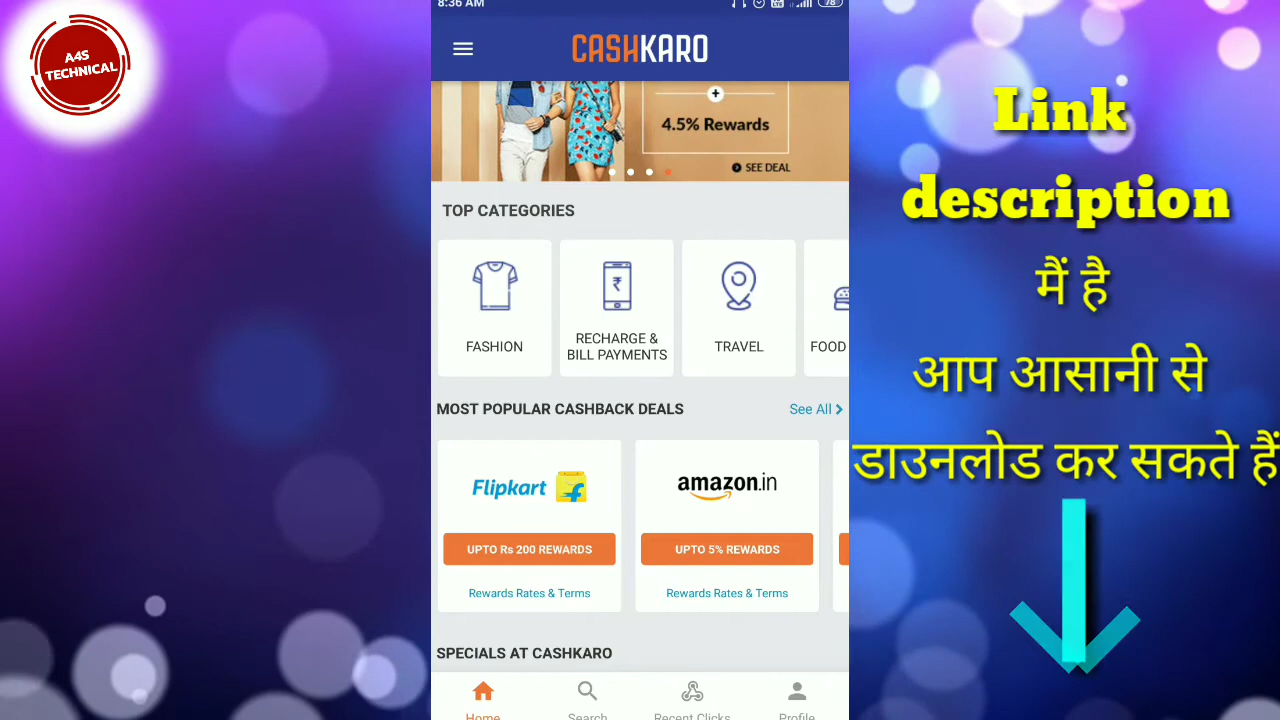 A4S
TECHNICAL
8:36 AM
78
CASHKARO
4.5% Rewards
SEE DEAL
TOP CATEGORIES
FASHION
RECHARGE &
BILL PAYMENTS
TRAVEL
FOOD
MOST POPULAR CASHBACK DEALS
See All
Flipkart
amazon.in
UPTO Rs 200 REWARDS
UPTO 5% REWARDS
Rewards Rates & Terms
Rewards Rates & Terms
SPECIALS AT CASHKARO
Home
Search
Recent Clicks
Profile
Link
description
मैं है
आप आसानी से
डाउनलोड कर सकते हैं